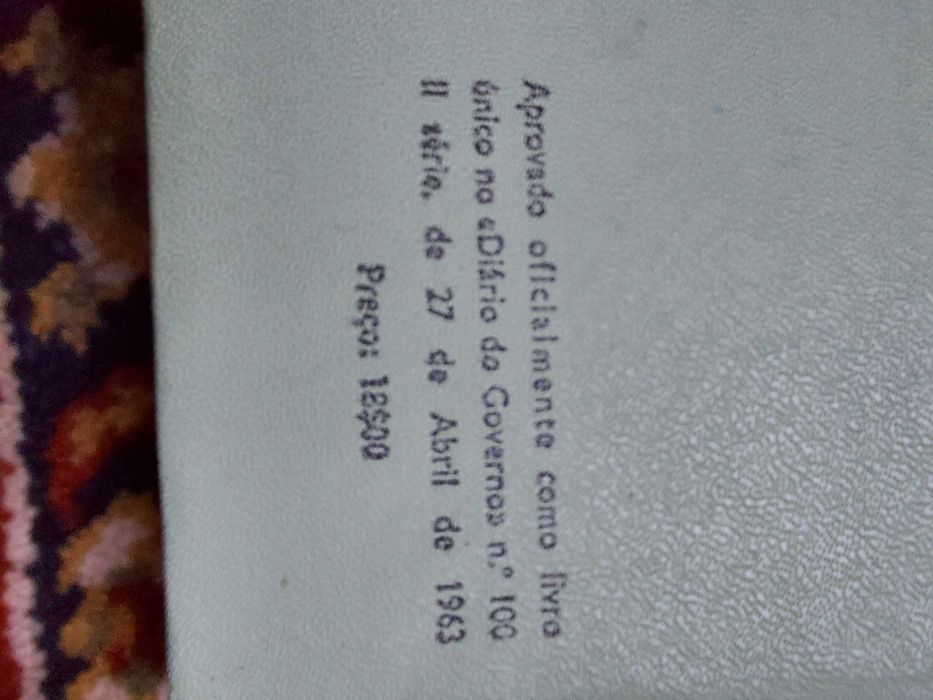 Aprovado oficialmente como livro
único no «Diário do Governo» n.º 100
II série, de 27 de Abril de 1963
Preço: 18$00